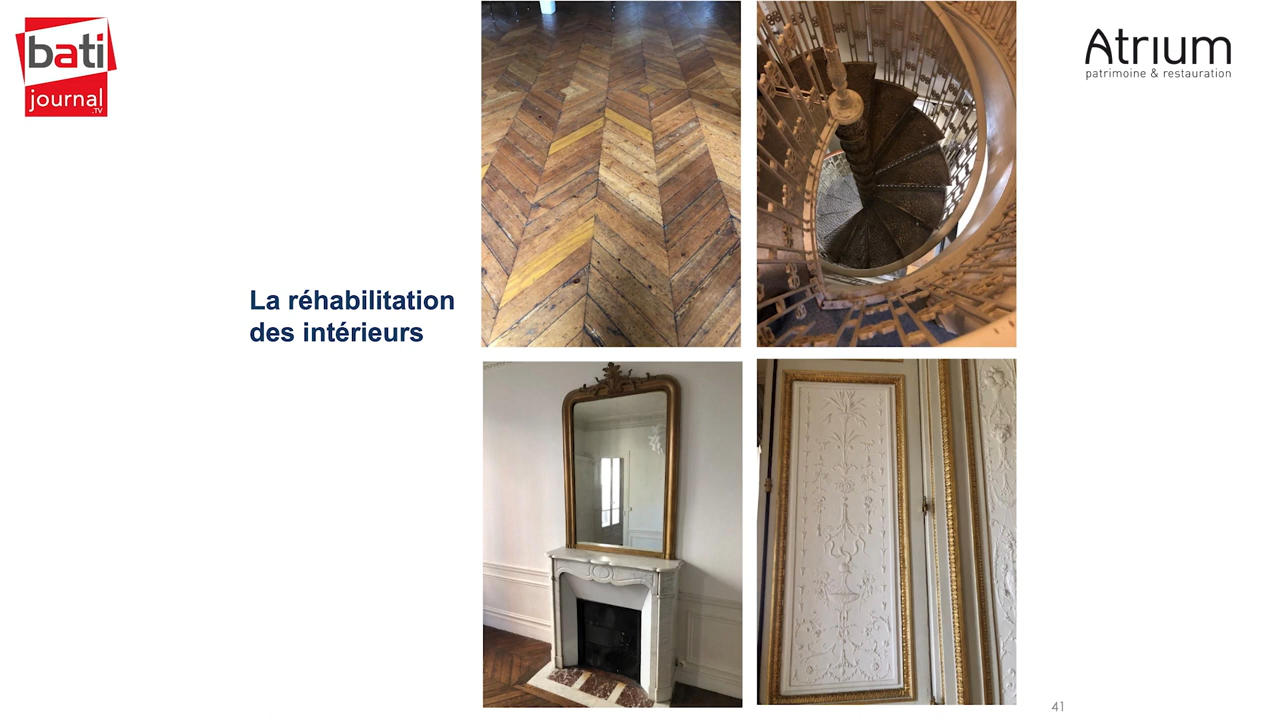 bati
journal
.TV
Atrium
patrimoine & restauration
La réhabilitation
des intérieurs
41